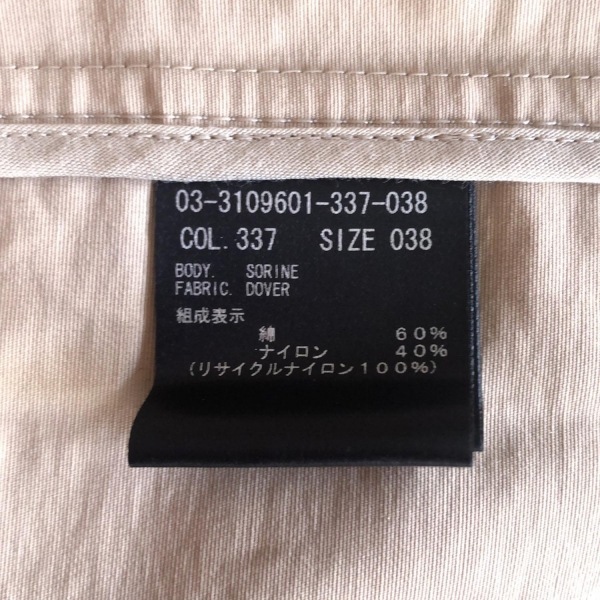 03-3109601-337-038
COL. 337 SIZE 038
BODY. SORINE
FABRIC. DOVER
組成表示
綿 60%
ナイロン 40%
(リサイクルナイロン100%)